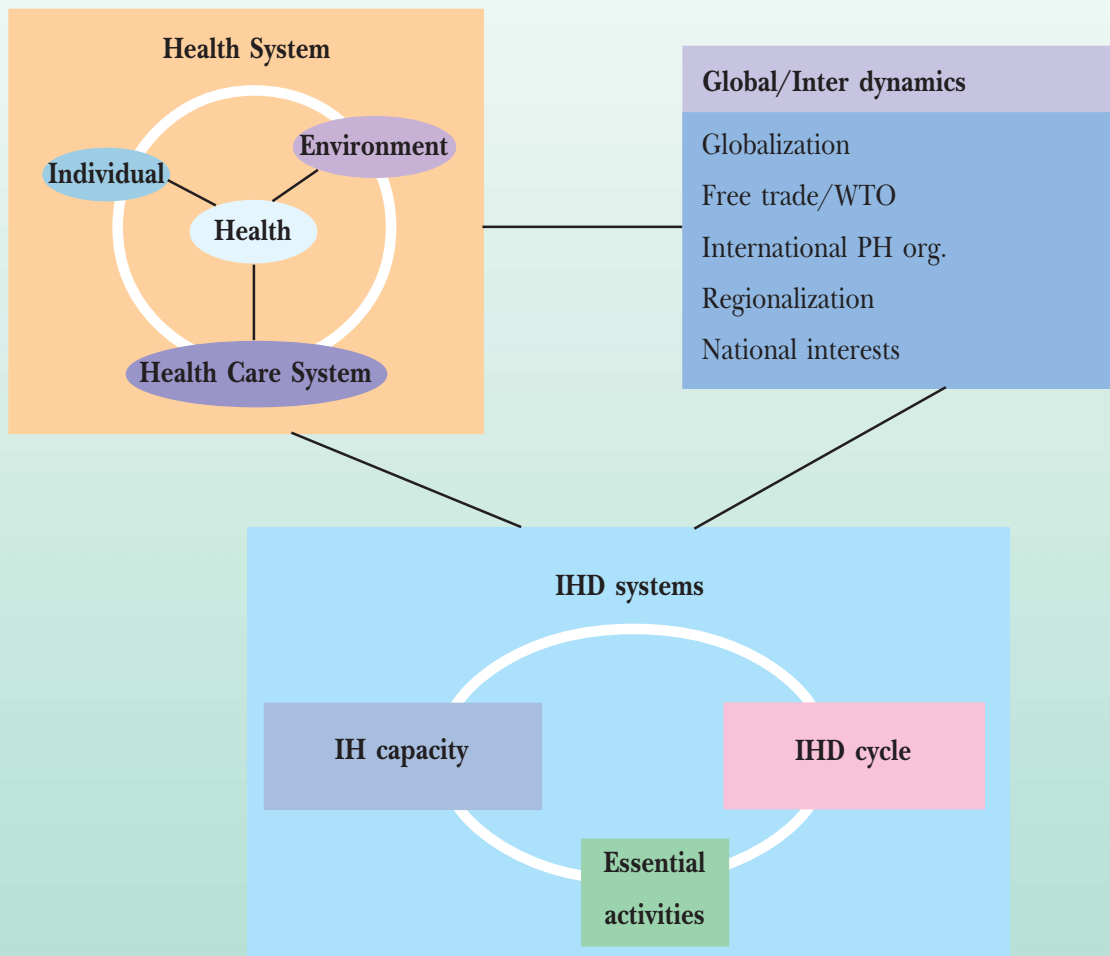 Health System
Individual
Environment
Health
Health Care System
Global/Inter dynamics
Globalization
Free trade/WTO
International PH org.
Regionalization
National interests
IHD systems
IH capacity
IHD cycle
Essential
activities